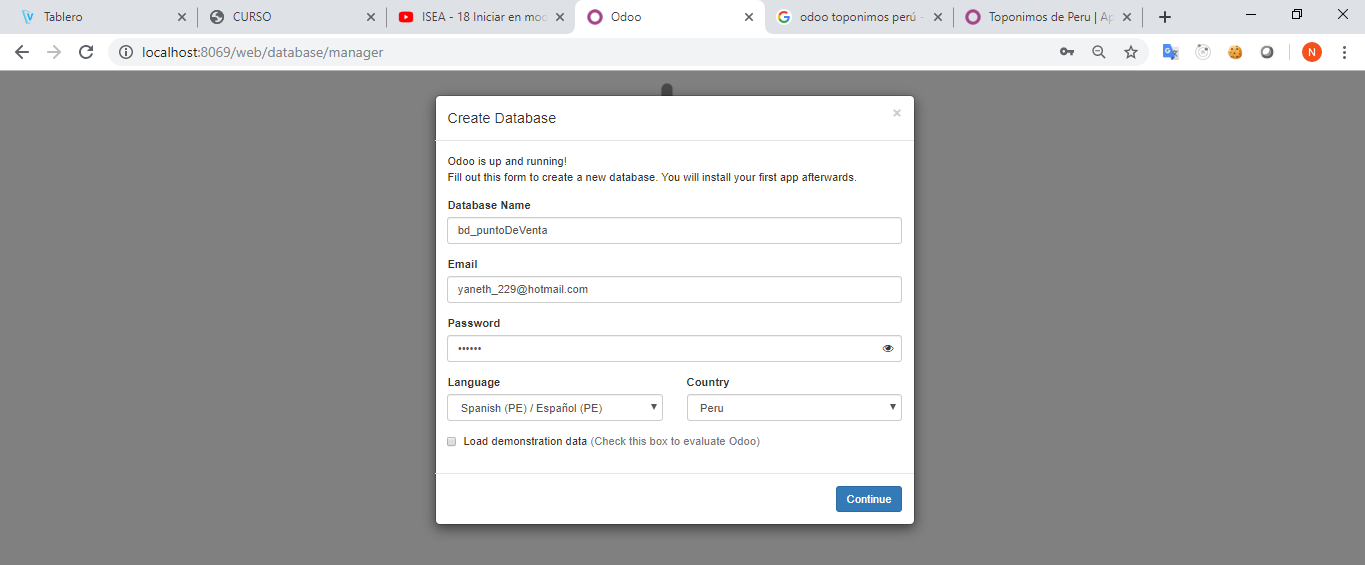 Tablero
CURSO
ISEA - 18 Iniciar en moc
Odoo
odoo toponimos perú -
Toponimos de Peru | Ap
localhost:8069/web/database/manager
N
Create Database
×
Odoo is up and running!
Fill out this form to create a new database. You will install your first app afterwards.
Database Name
bd_puntoDeVenta
Email
yaneth_229@hotmail.com
Password
••••••
Language
Country
Spanish (PE) / Español (PE)
Peru
Load demonstration data (Check this box to evaluate Odoo)
Continue